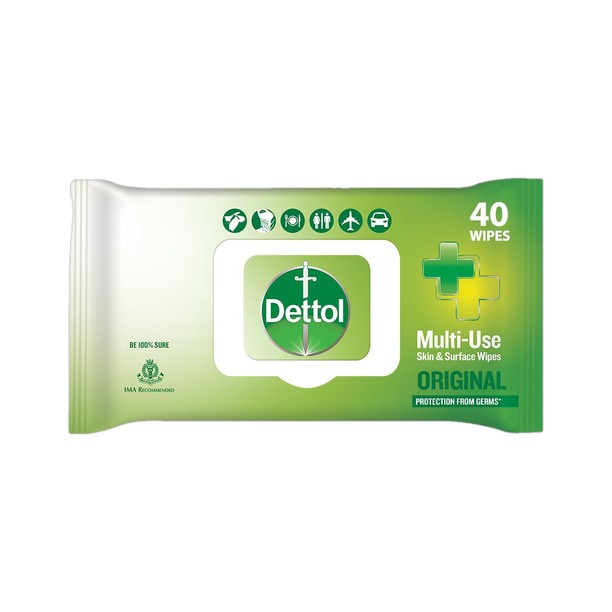 40
WIPES
Dettol
BE 100% SURE
IMA RECOMMENDED
Multi-Use
Skin & Surface Wipes
ORIGINAL
PROTECTION FROM GERMS*